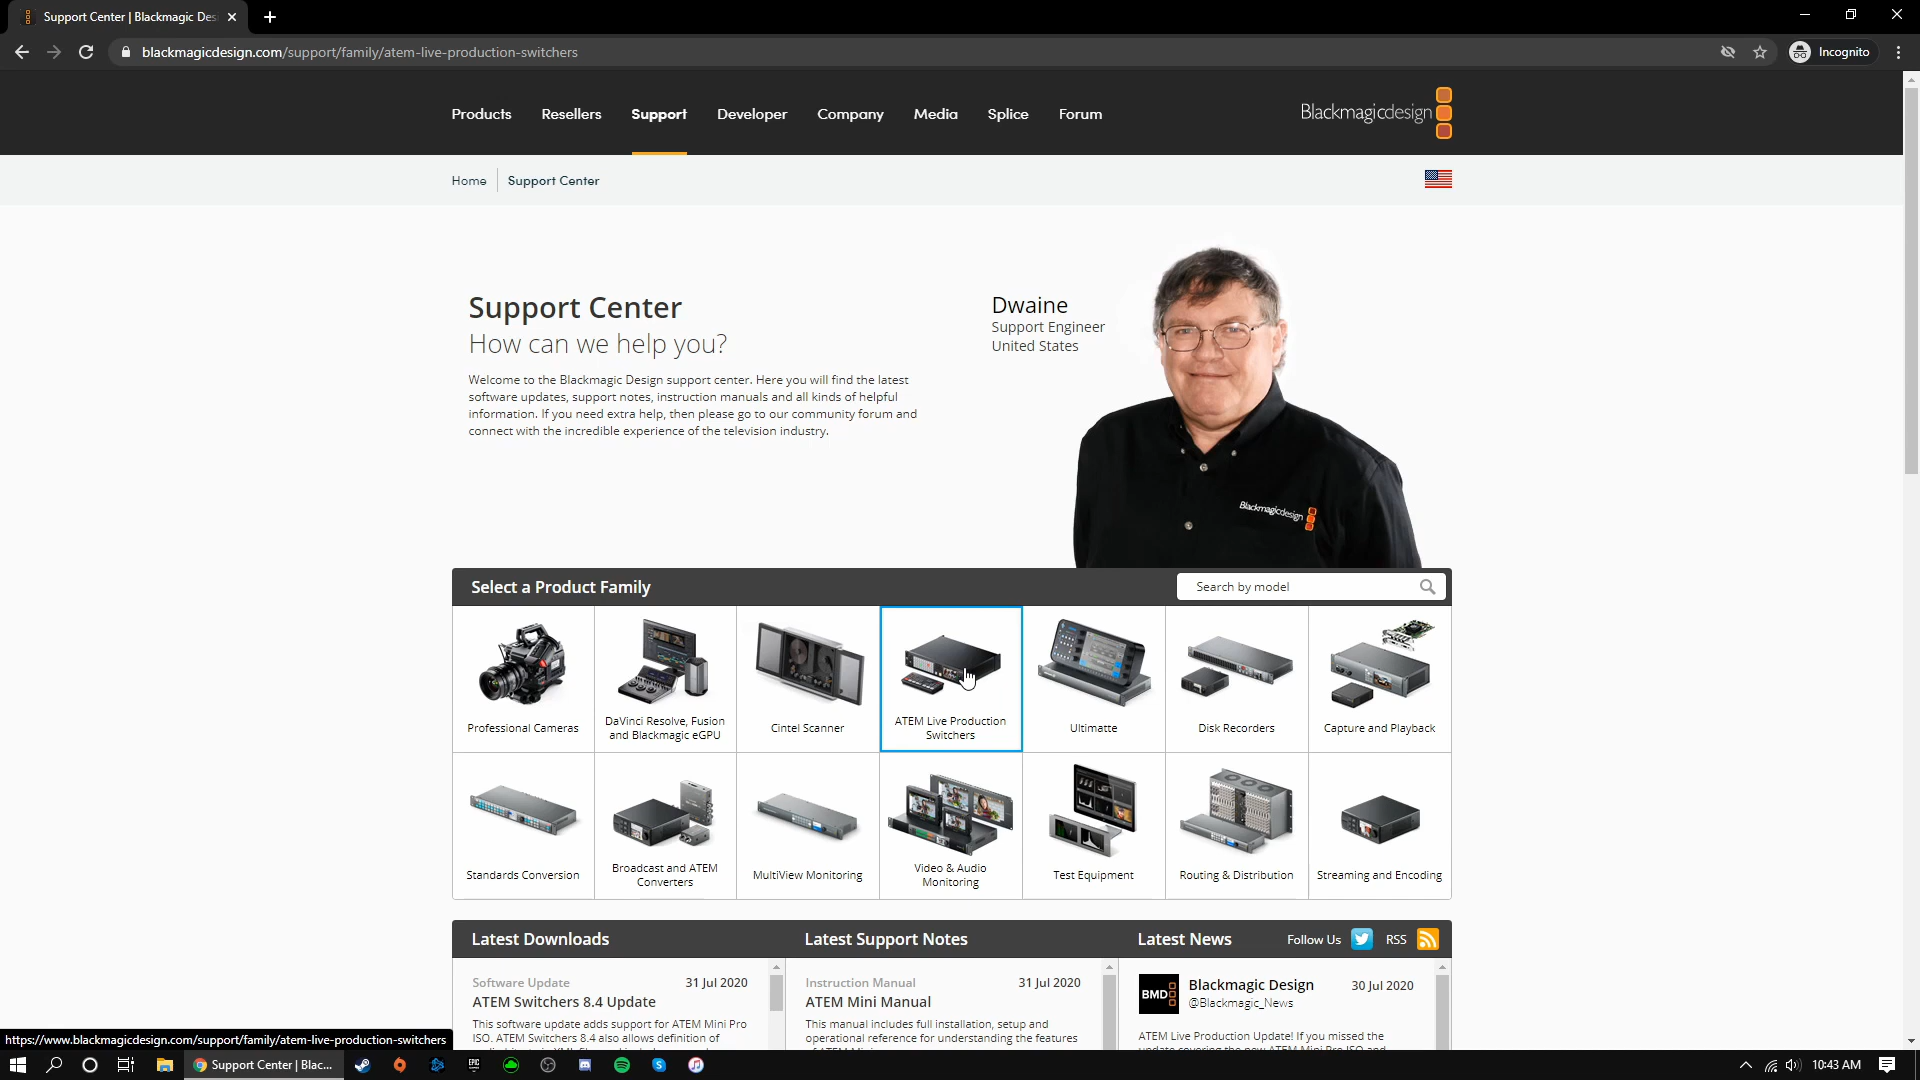 Support Center | Blackmagic Des
blackmagicdesign.com/support/family/atem-live-production-switchers
Incognito
Products
Resellers
Support
Developer
Company
Media
Splice
Forum
Blackmagicdesign
Home
Support Center
Support Center
How can we help you?
Welcome to the Blackmagic Design support center. Here you will find the latest
software updates, support notes, instruction manuals and all kinds of helpful
information. If you need extra help, then please go to our community forum and
connect with the incredible experience of the television industry.
Dwaine
Support Engineer
United States
Blackmagicdesign
Select a Product Family
Search by model
Professional Cameras
DaVinci Resolve, Fusion
and Blackmagic eGPU
Cintel Scanner
ATEM Live Production
Switchers
Ultimatte
Disk Recorders
Capture and Playback
Standards Conversion
Broadcast and ATEM
Converters
MultiView Monitoring
Video & Audio
Monitoring
Test Equipment
Routing & Distribution
Streaming and Encoding
Latest Downloads
Software Update
31 Jul 2020
ATEM Switchers 8.4 Update
This software update adds support for ATEM Mini Pro
ISO. ATEM Switchers 8.4 also allows definition of
Latest Support Notes
Instruction Manual
31 Jul 2020
ATEM Mini Manual
This manual includes full installation, setup and
operational reference for understanding the features
Latest News
Follow Us
RSS
BMD
Blackmagic Design
30 Jul 2020
@Blackmagic_News
ATEM Live Production Update! If you missed the
https://www.blackmagicdesign.com/support/family/atem-live-production-switchers
Support Center | Blac...
EPIC
10:43 AM